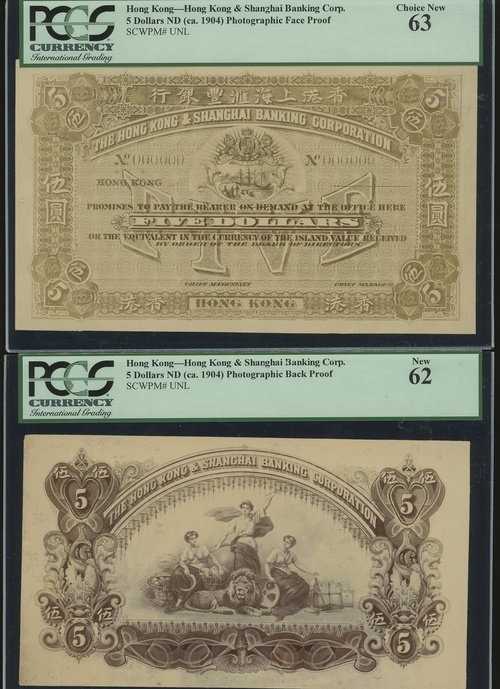 PCGS
CURRENCY
International Grading
Hong Kong—Hong Kong & Shanghai Banking Corp.
5 Dollars ND (ca. 1904) Photographic Face Proof
SCWPM# UNL
Choice New
63
行銀豐滙海上港香
5
伍
伍
5
THE HONG KONG & SHANGHAI BANKING CORPORATION
No 000000
No 000000
HONG KONG
PROMISES TO PAY THE BEARER ON DEMAND AT THE OFFICE HERE
FIVE DOLLARS
OR THE EQUIVALENT IN THE CURRENCY OF THE ISLAND VALUE RECEIVED
BY ORDER OF THE BOARD OF DIRECTORS
FIVE
伍圓
伍圓
CHIEF ACCOUNTANT
CHIEF MANAGER
伍
伍
5
港香
HONG KONG
港香
5
PCGS
CURRENCY
International Grading
Hong Kong—Hong Kong & Shanghai Banking Corp.
5 Dollars ND (ca. 1904) Photographic Back Proof
SCWPM# UNL
New
62
伍 伍
伍 伍
5
5
THE HONG KONG & SHANGHAI BANKING CORPORATION
伍 伍
伍 伍
5
5